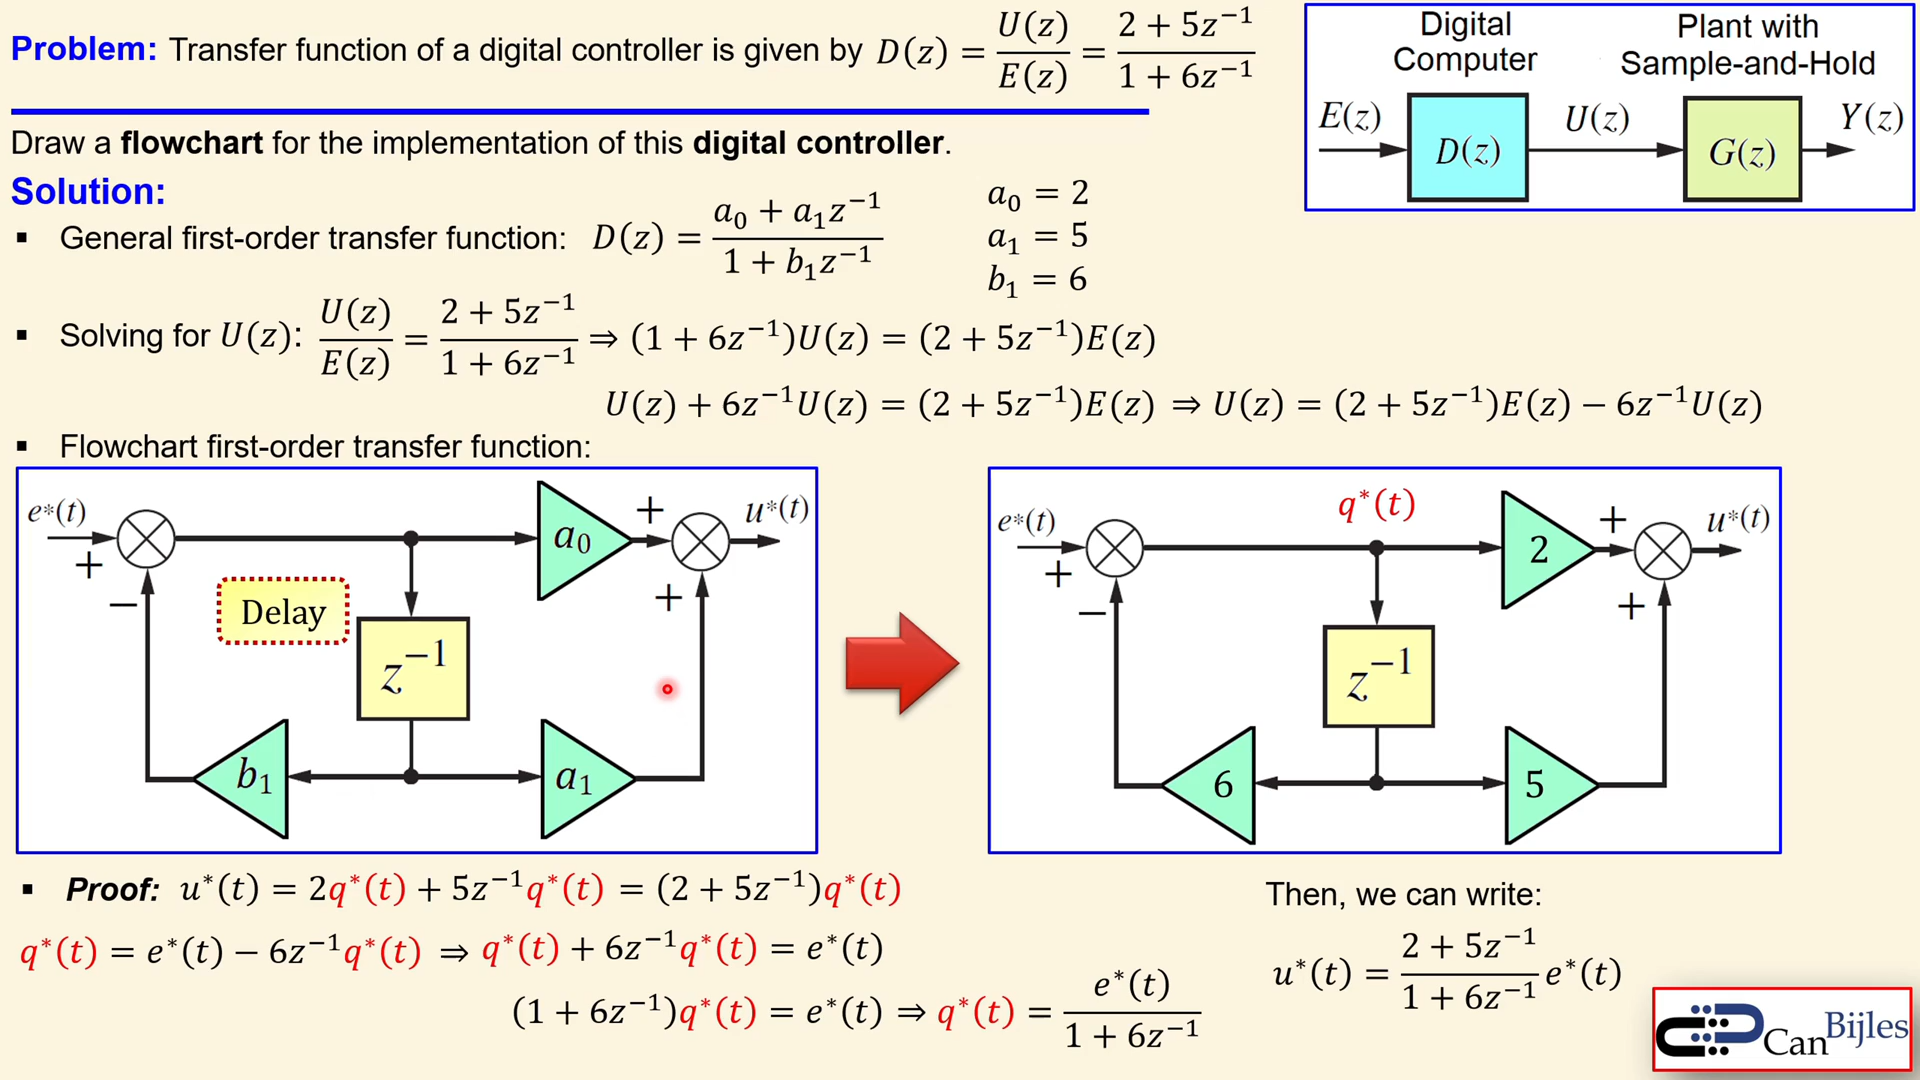 Problem: Transfer function of a digital controller is given by D(z) = U(z)/E(z) = (2 + 5z⁻¹)/(1 + 6z⁻¹)
Digital Computer
Plant with Sample-and-Hold
E(z)
D(z)
U(z)
G(z)
Y(z)
Draw a flowchart for the implementation of this digital controller.
Solution:
▪ General first-order transfer function: D(z) = (a₀ + a₁z⁻¹)/(1 + b₁z⁻¹)
a₀ = 2
a₁ = 5
b₁ = 6
▪ Solving for U(z): U(z)/E(z) = (2 + 5z⁻¹)/(1 + 6z⁻¹) ⇒ (1 + 6z⁻¹)U(z) = (2 + 5z⁻¹)E(z)
U(z) + 6z⁻¹U(z) = (2 + 5z⁻¹)E(z) ⇒ U(z) = (2 + 5z⁻¹)E(z) − 6z⁻¹U(z)
▪ Flowchart first-order transfer function:
e*(t)
+
−
Delay
z⁻¹
a₀
+
u*(t)
+
b₁
a₁
e*(t)
+
−
q*(t)
z⁻¹
2
+
u*(t)
+
6
5
▪ Proof: u*(t) = 2q*(t) + 5z⁻¹q*(t) = (2 + 5z⁻¹)q*(t)
q*(t) = e*(t) − 6z⁻¹q*(t) ⇒ q*(t) + 6z⁻¹q*(t) = e*(t)
(1 + 6z⁻¹)q*(t) = e*(t) ⇒ q*(t) = e*(t)/(1 + 6z⁻¹)
Then, we can write:
u*(t) = (2 + 5z⁻¹)/(1 + 6z⁻¹) e*(t)
CanBijles